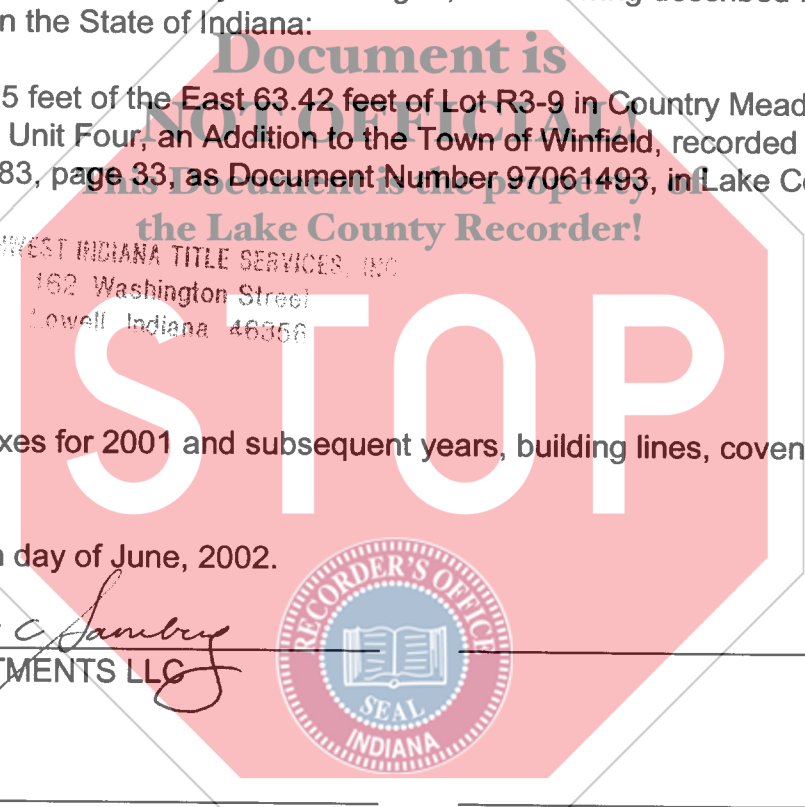 n the State of Indiana:
Document is
5 feet of the East 63.42 feet of Lot R3-9 in Country Mead
NOT OFFICIAL!
Unit Four, an Addition to the Town of Winfield, recorded
83, page 33, as Document Number 97061493, in Lake Co
This Document is the property of
the Lake County Recorder!
WEST INDIANA TITLE SERVICES, INC
162 Washington Street
Lowell Indiana 46356
STOP
xes for 2001 and subsequent years, building lines, coven
day of June, 2002.
TMENTS LLC
RECORDER'S OFFICE
SEAL
INDIANA